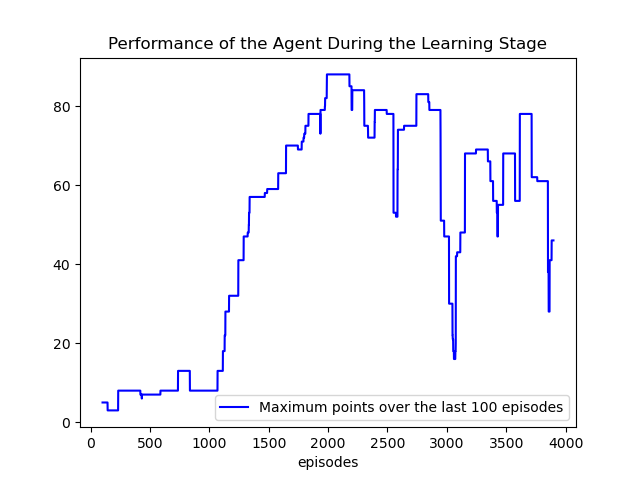 Performance of the Agent During the Learning Stage
80
60
40
20
0
Maximum points over the last 100 episodes
0 500 1000 1500 2000 2500 3000 3500 4000
episodes